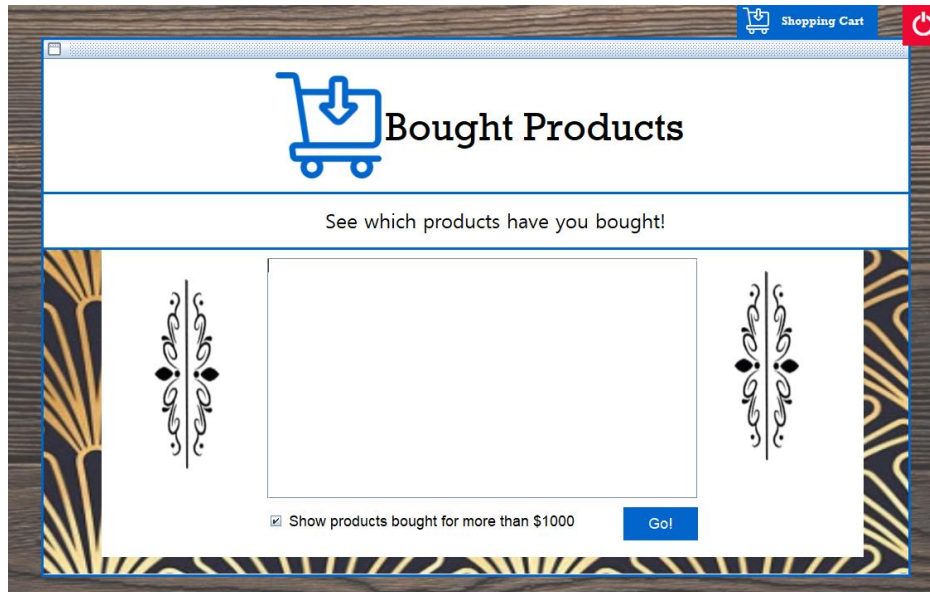 Shopping Cart
Bought Products
See which products have you bought!
Show products bought for more than $1000
Go!